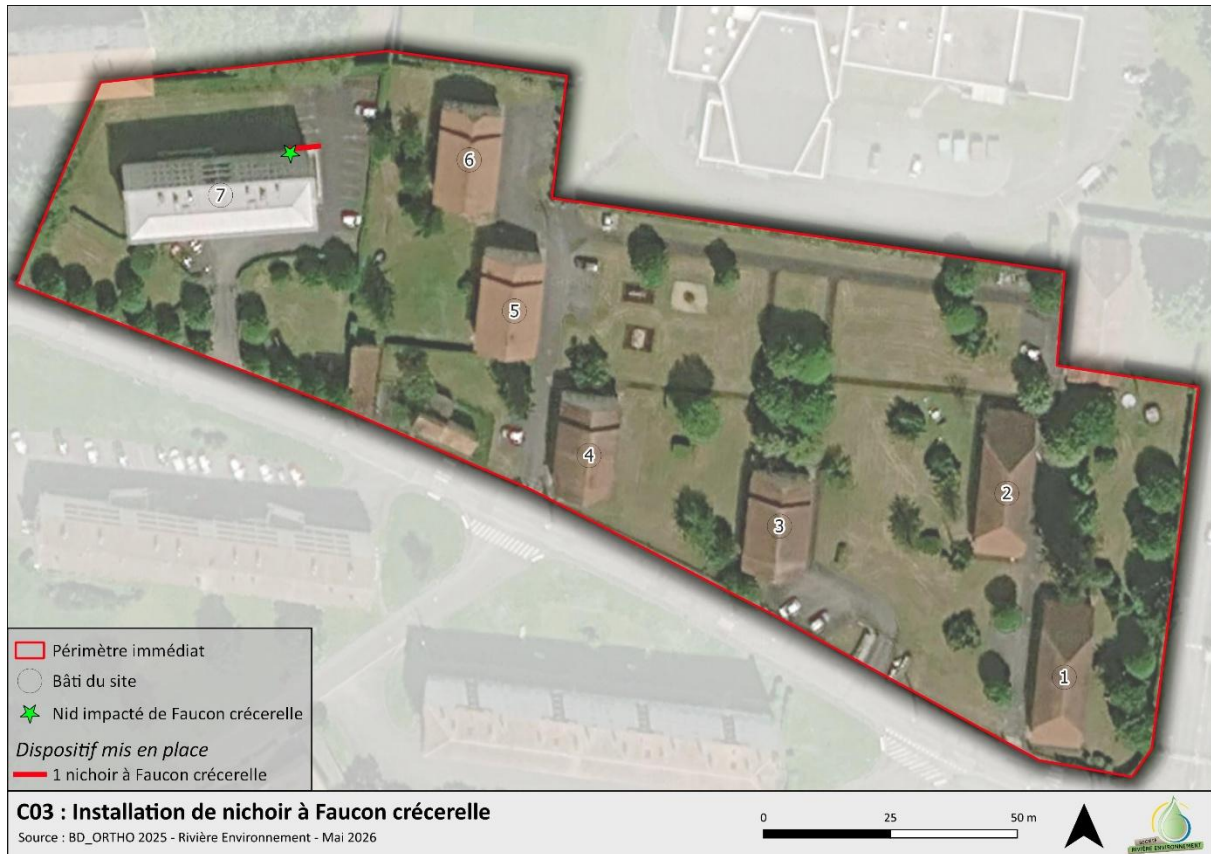 7
6
5
4
3
2
1
Périmètre immédiat
Bâti du site
Nid impacté de Faucon crécerelle
Dispositif mis en place
1 nichoir à Faucon crécerelle
C03 : Installation de nichoir à Faucon crécerelle
Source : BD_ORTHO 2025 - Rivière Environnement - Mai 2026
0 25 50 m
RIVIÈRE ENVIRONNEMENT